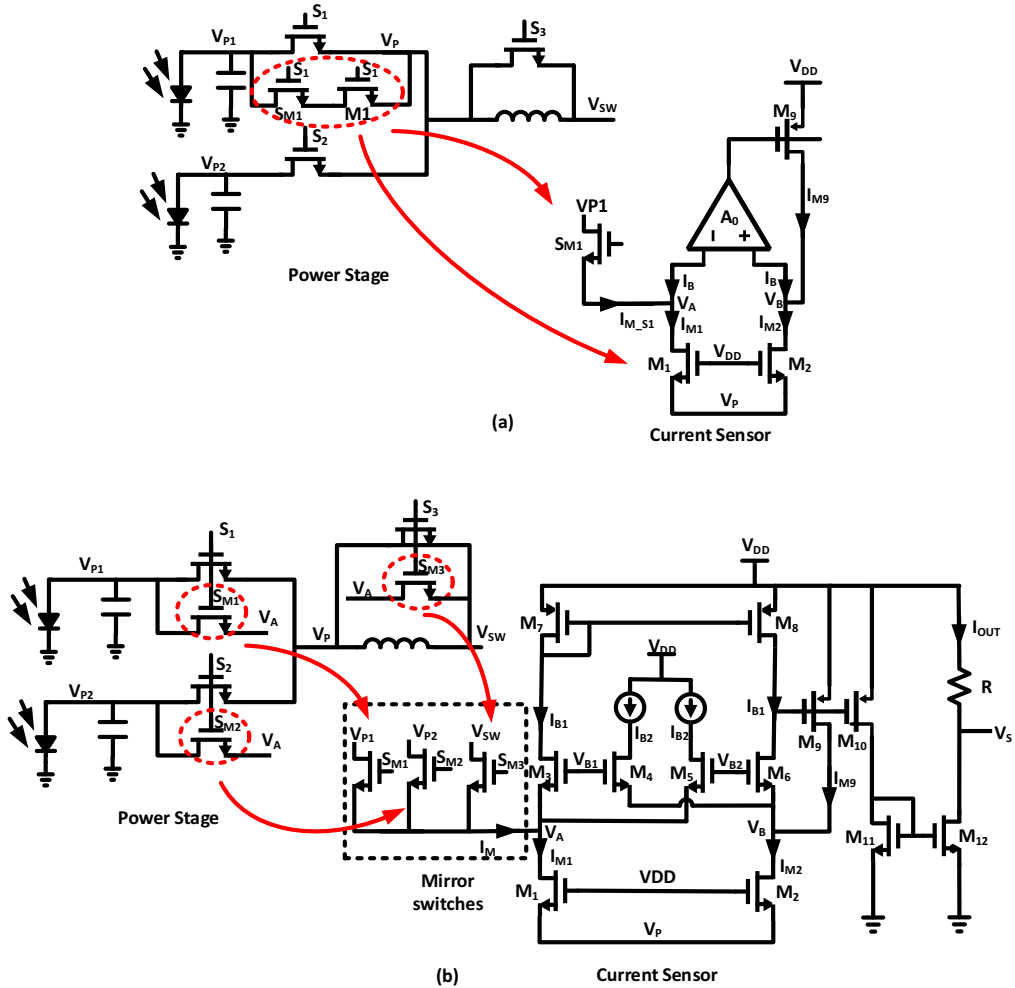 S1
VP1
VP
S1
S1
SM1
M1
S3
VSW
S2
VP2
Power Stage
VDD
M9
IM9
A0
VP1
SM1
IB
IB
VA
VB
IM_S1
IM1
IM2
VDD
M1
M2
VP
(a)
Current Sensor
S1
VP1
SM1
VA
S3
SM3
VA
VP
VSW
S2
VP2
SM2
VA
Power Stage
VP1
VP2
VSW
SM1
SM2
SM3
IM
Mirror
switches
VDD
M7
M8
VDD
IB1
IB2
IB2
IB1
M3
VB1
M4
M5
VB2
M6
M9
M10
IM9
IOUT
R
VS
VA
VB
IM1
IM2
M11
M12
M1
VDD
M2
VP
(b)
Current Sensor